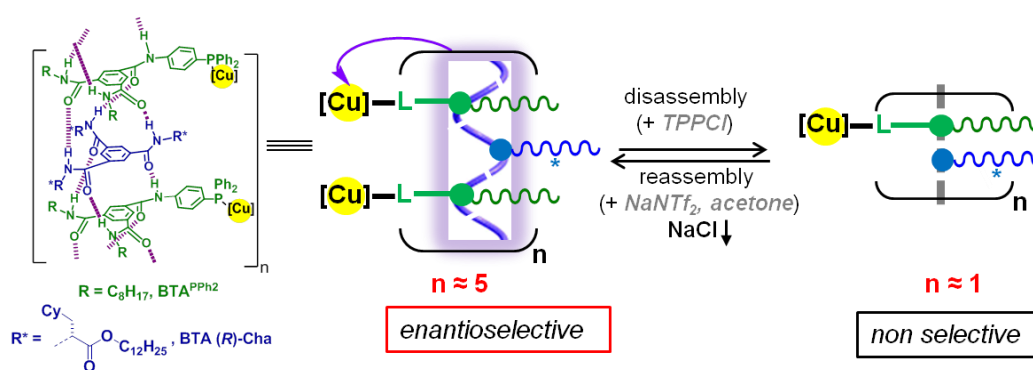 H
N
H
PPh2
[Cu]
R
N
O
H
N
O
H
N
R
O
H
R*
N
H
N
R*
H
O
N
R*
O
H
N
O
H
N
Ph2
P
[Cu]
R
N
O
H
N
R
O
n
R = C8H17, BTAPPh2
Cy
R* =
O
C12H25
, BTA (R)-Cha
O
[Cu]
L
*
[Cu]
L
n
n ≈ 5
enantioselective
disassembly
(+ TPPCl)
reassembly
(+ NaNTf2, acetone)
NaCl
[Cu]
L
*
n
n ≈ 1
non selective